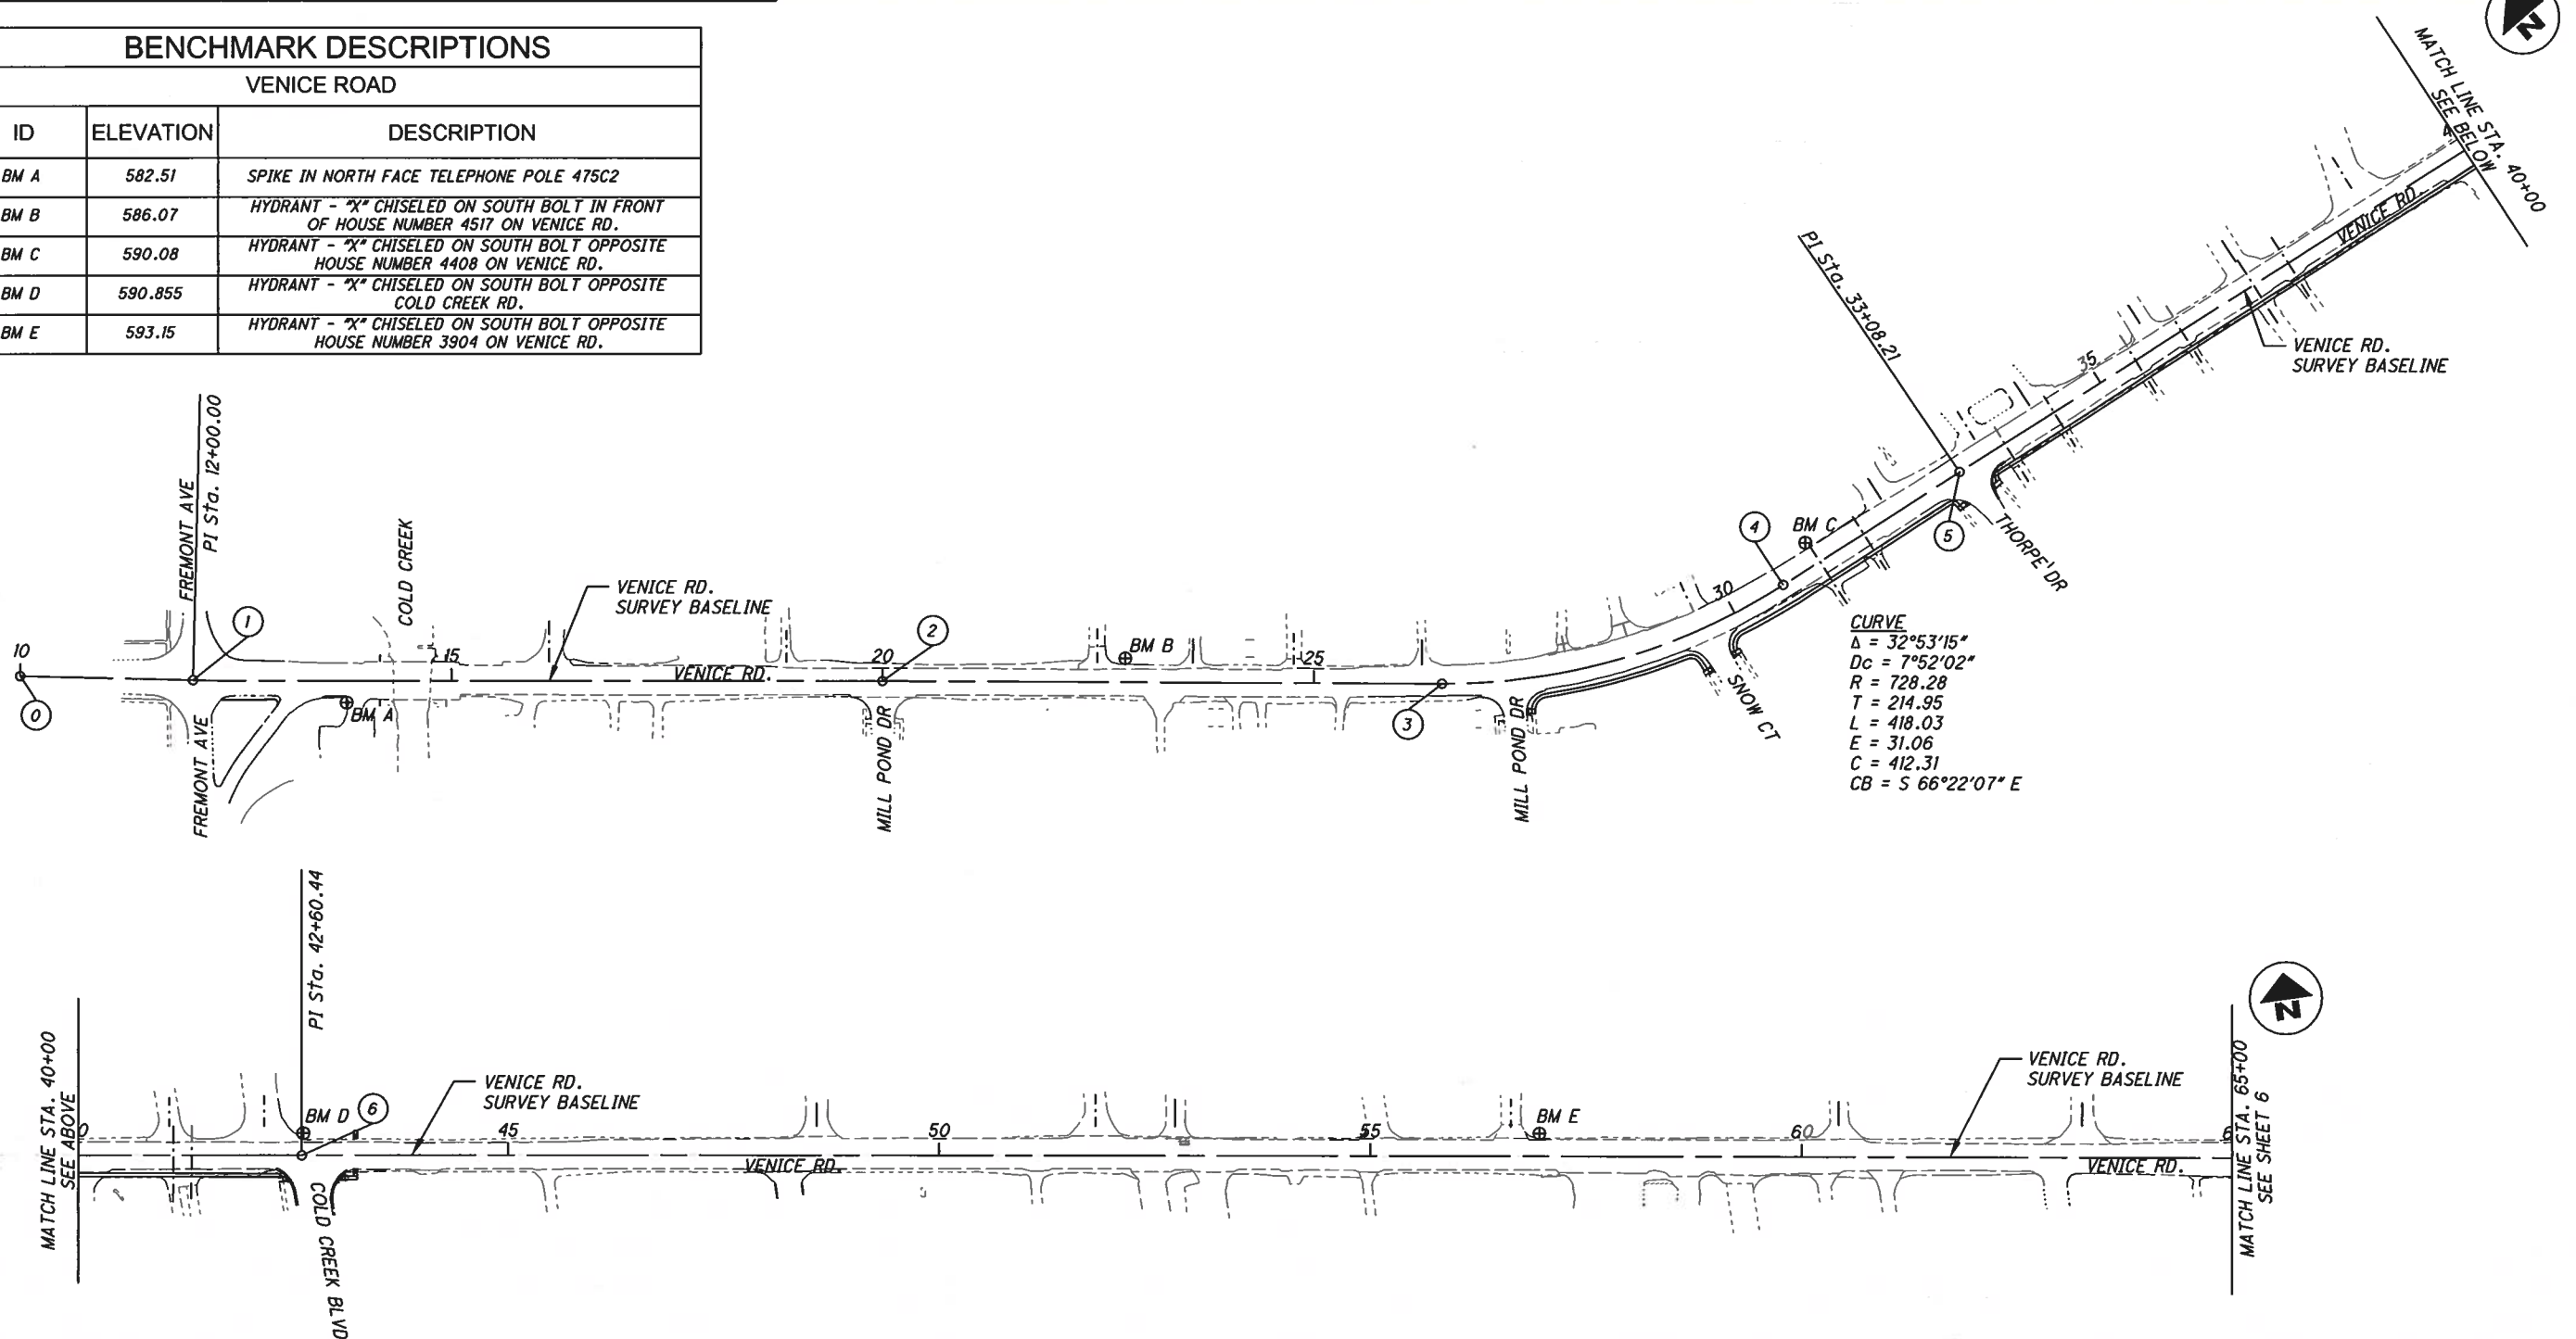 BENCHMARK DESCRIPTIONS
VENICE ROAD
ID ELEVATION DESCRIPTION
BM A 582.51 SPIKE IN NORTH FACE TELEPHONE POLE 475C2
BM B 586.07 HYDRANT - "X" CHISELED ON SOUTH BOLT IN FRONT
OF HOUSE NUMBER 4517 ON VENICE RD.
BM C 590.08 HYDRANT - "X" CHISELED ON SOUTH BOLT OPPOSITE
HOUSE NUMBER 4408 ON VENICE RD.
BM D 590.855 HYDRANT - "X" CHISELED ON SOUTH BOLT OPPOSITE
COLD CREEK RD.
BM E 593.15 HYDRANT - "X" CHISELED ON SOUTH BOLT OPPOSITE
HOUSE NUMBER 3904 ON VENICE RD.
N
MATCH LINE STA. 40+00
SEE BELOW
4
VENICE RD.
PI Sta. 33+08.21
VENICE RD.
SURVEY BASELINE
35
FREMONT AVE
PI Sta. 12+00.00
COLD CREEK
VENICE RD.
SURVEY BASELINE
10
0
1
15
BM A
FREMONT AVE
VENICE RD.
20
2
MILL POND DR
BM B
25
3
MILL POND DR
30
SNOW CT
4
BM C
5
THORPE' DR
CURVE
Δ = 32°53'15"
Dc = 7°52'02"
R = 728.28
T = 214.95
L = 418.03
E = 31.06
C = 412.31
CB = S 66°22'07" E
MATCH LINE STA. 40+00
SEE ABOVE
0
PI Sta. 42+60.44
BM D
6
COLD CREEK BLVD
VENICE RD.
SURVEY BASELINE
45
VENICE RD.
50
55
BM E
60
VENICE RD.
SURVEY BASELINE
VENICE RD.
6
N
MATCH LINE STA. 65+00
SEE SHEET 6